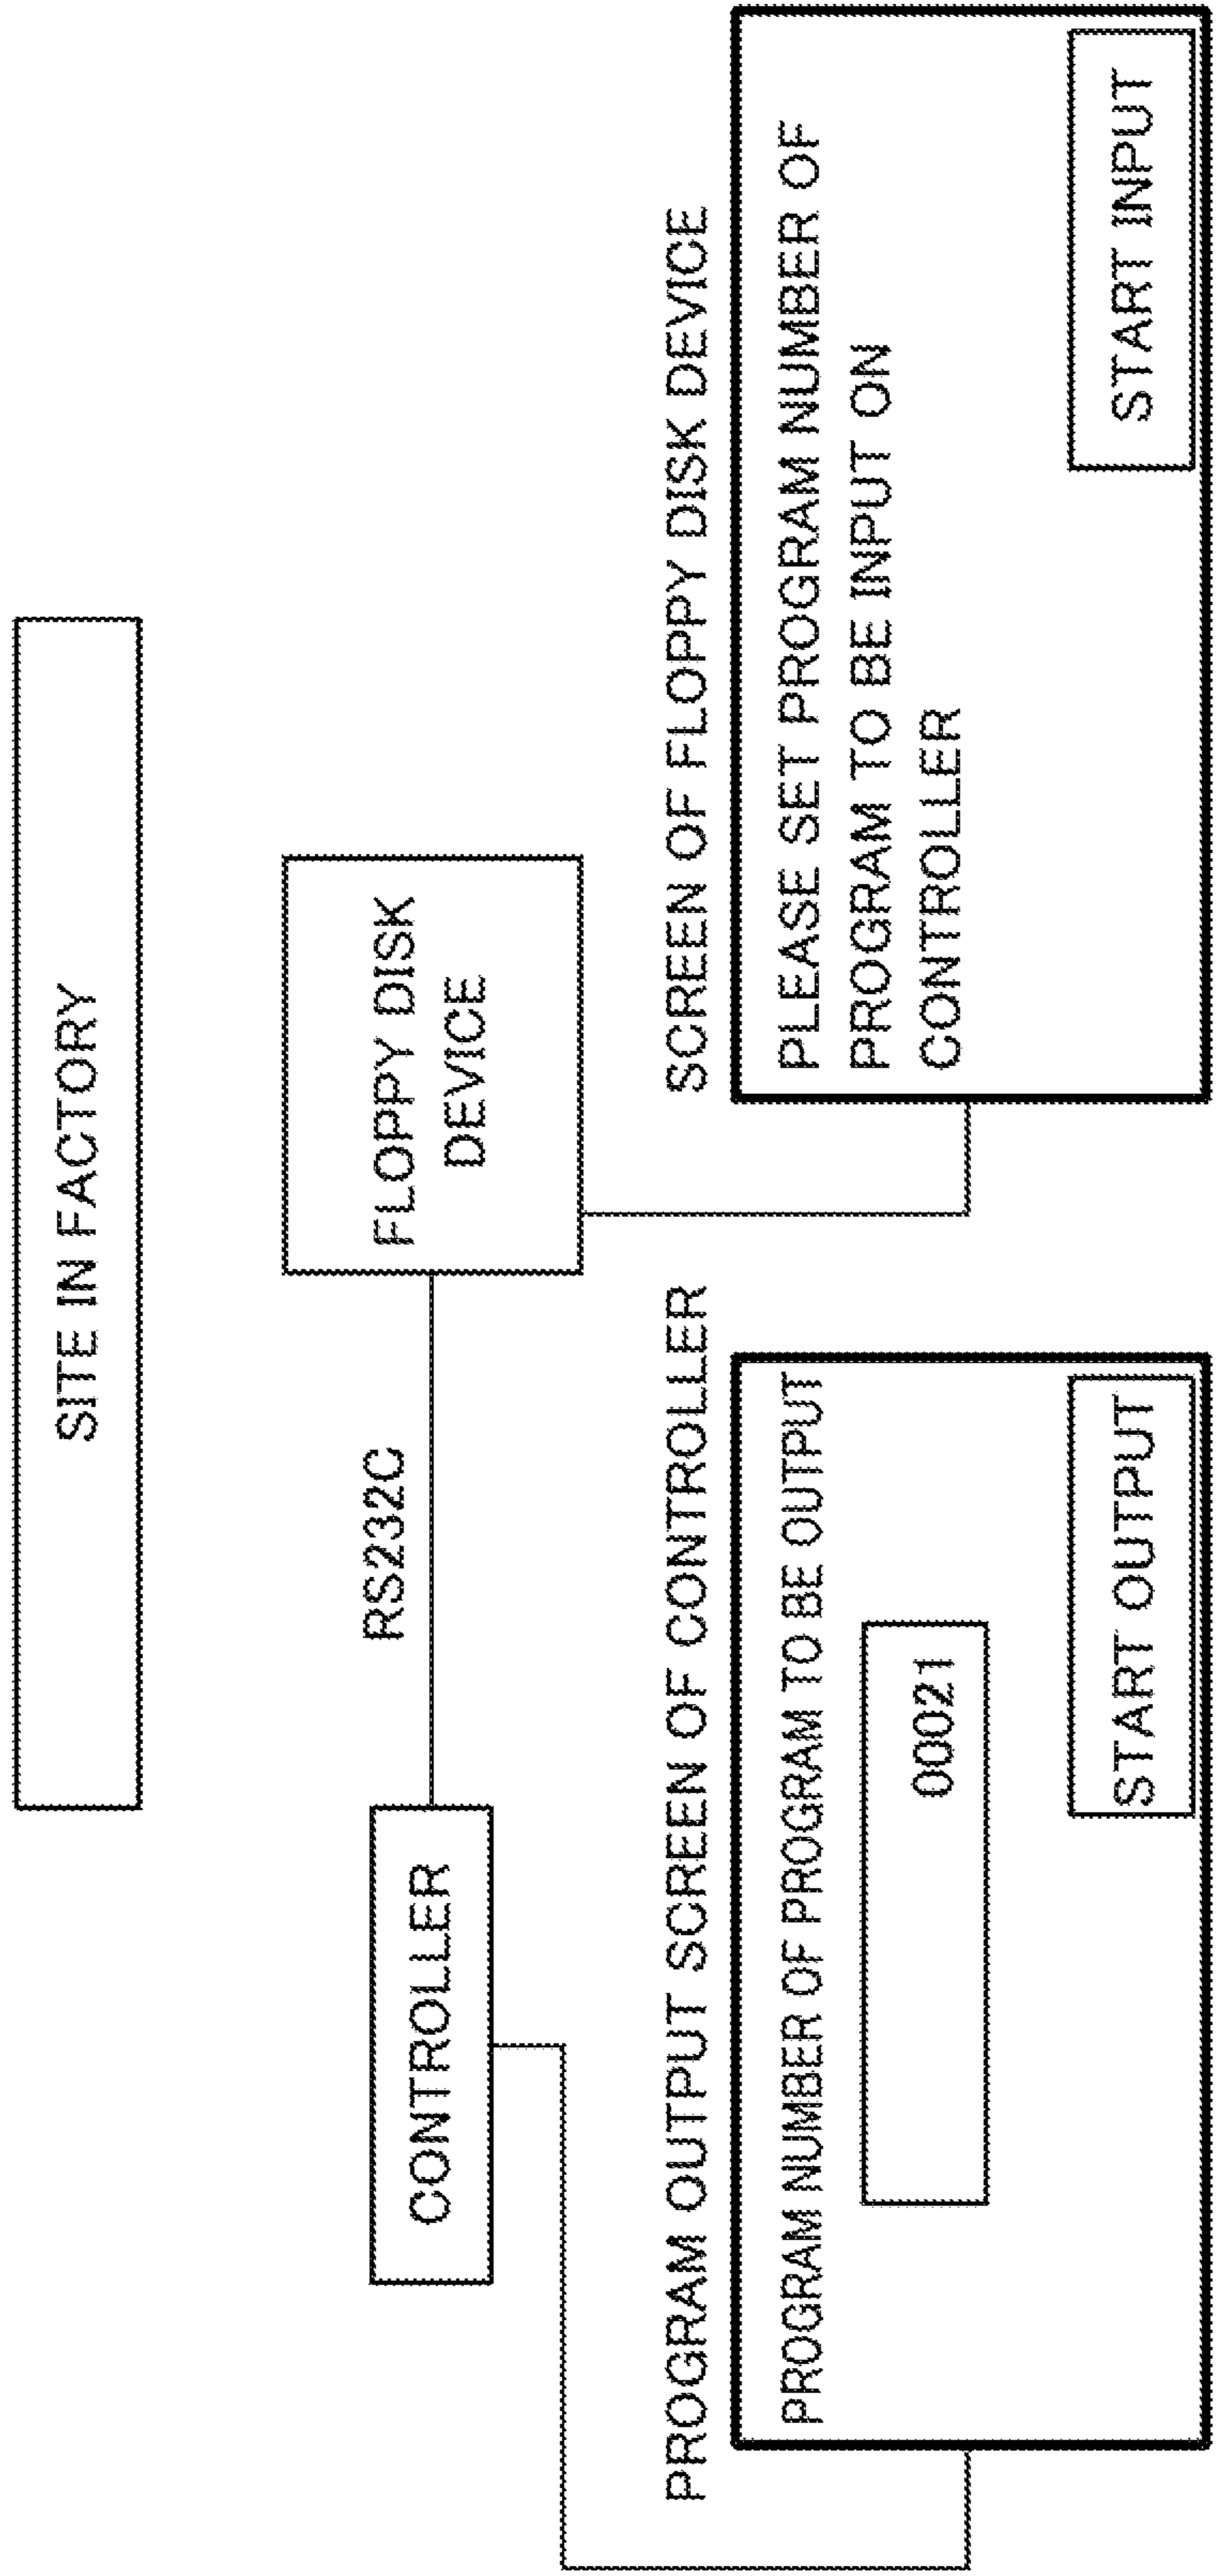 SITE IN FACTORY
CONTROLLER
RS232C
FLOPPY DISK
DEVICE
PROGRAM OUTPUT SCREEN OF CONTROLLER
PROGRAM NUMBER OF PROGRAM TO BE OUTPUT
00021
START OUTPUT
SCREEN OF FLOPPY DISK DEVICE
PLEASE SET PROGRAM NUMBER OF
PROGRAM TO BE INPUT ON
CONTROLLER
START INPUT